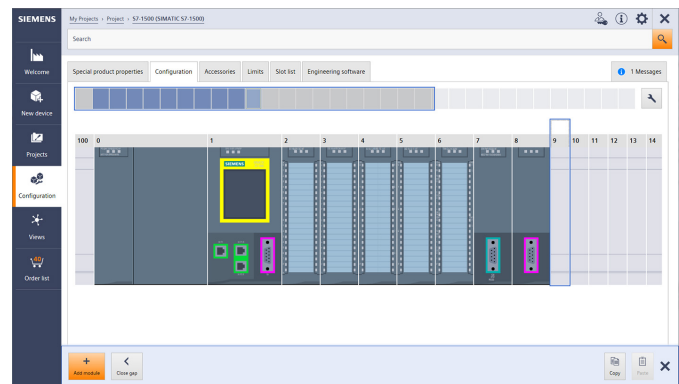 SIEMENS
My Projects › Project › S7-1500 (SIMATIC S7-1500)
Search
Welcome
New device
Projects
Configuration
Views
40
Order list
Special product properties Configuration Accessories Limits Slot list Engineering software
1 Messages
100 0 1 2 3 4 5 6 7 8 9 10 11 12 13 14
SIEMENS
Add module
Close gap
Copy
Paste